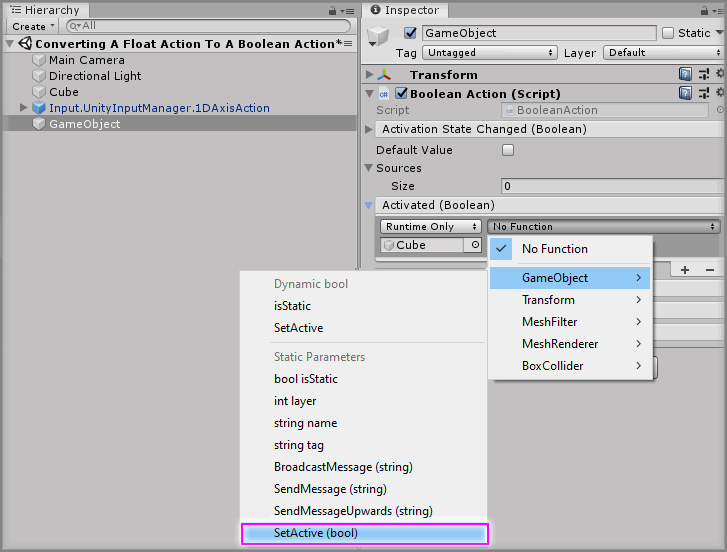 Hierarchy
Create
All
Converting A Float Action To A Boolean Action*
Main Camera
Directional Light
Cube
Input.UnityInputManager.1DAxisAction
GameObject
Inspector
GameObject
Static
Tag
Untagged
Layer
Default
Transform
Boolean Action (Script)
Script
BooleanAction
Activation State Changed (Boolean)
Default Value
Sources
Size
0
Activated (Boolean)
Runtime Only
No Function
Cube
No Function
GameObject
Transform
MeshFilter
MeshRenderer
BoxCollider
Dynamic bool
isStatic
SetActive
Static Parameters
bool isStatic
int layer
string name
string tag
BroadcastMessage (string)
SendMessage (string)
SendMessageUpwards (string)
SetActive (bool)